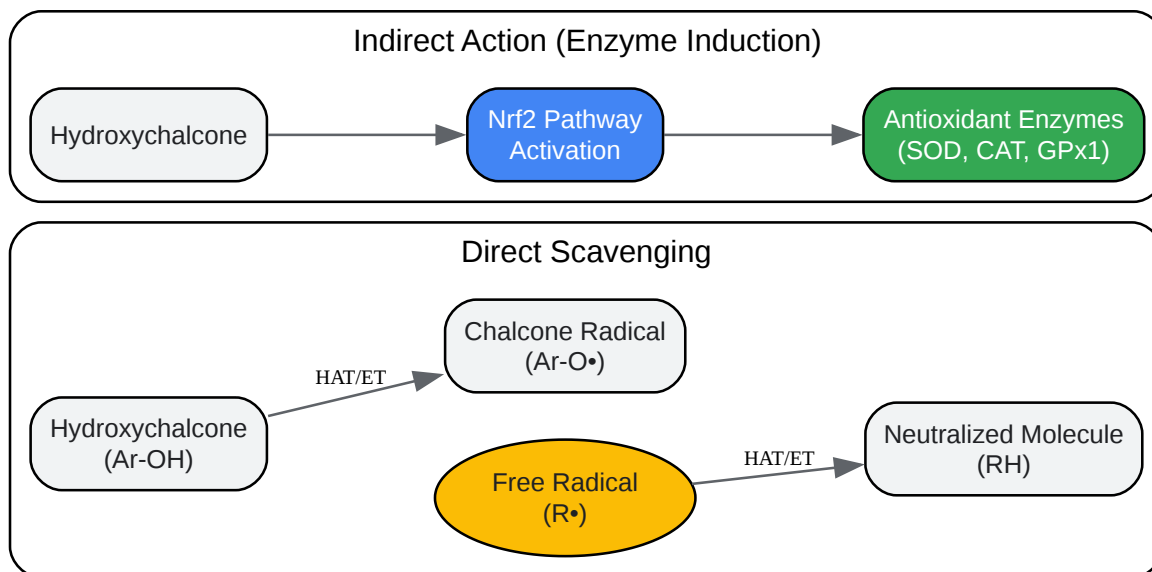 Indirect Action (Enzyme Induction)
Hydroxychalcone
Nrf2 Pathway
Activation
Antioxidant Enzymes
(SOD, CAT, GPx1)
Direct Scavenging
Chalcone Radical
(Ar-O•)
HAT/ET
Hydroxychalcone
(Ar-OH)
Free Radical
(R•)
HAT/ET
Neutralized Molecule
(RH)